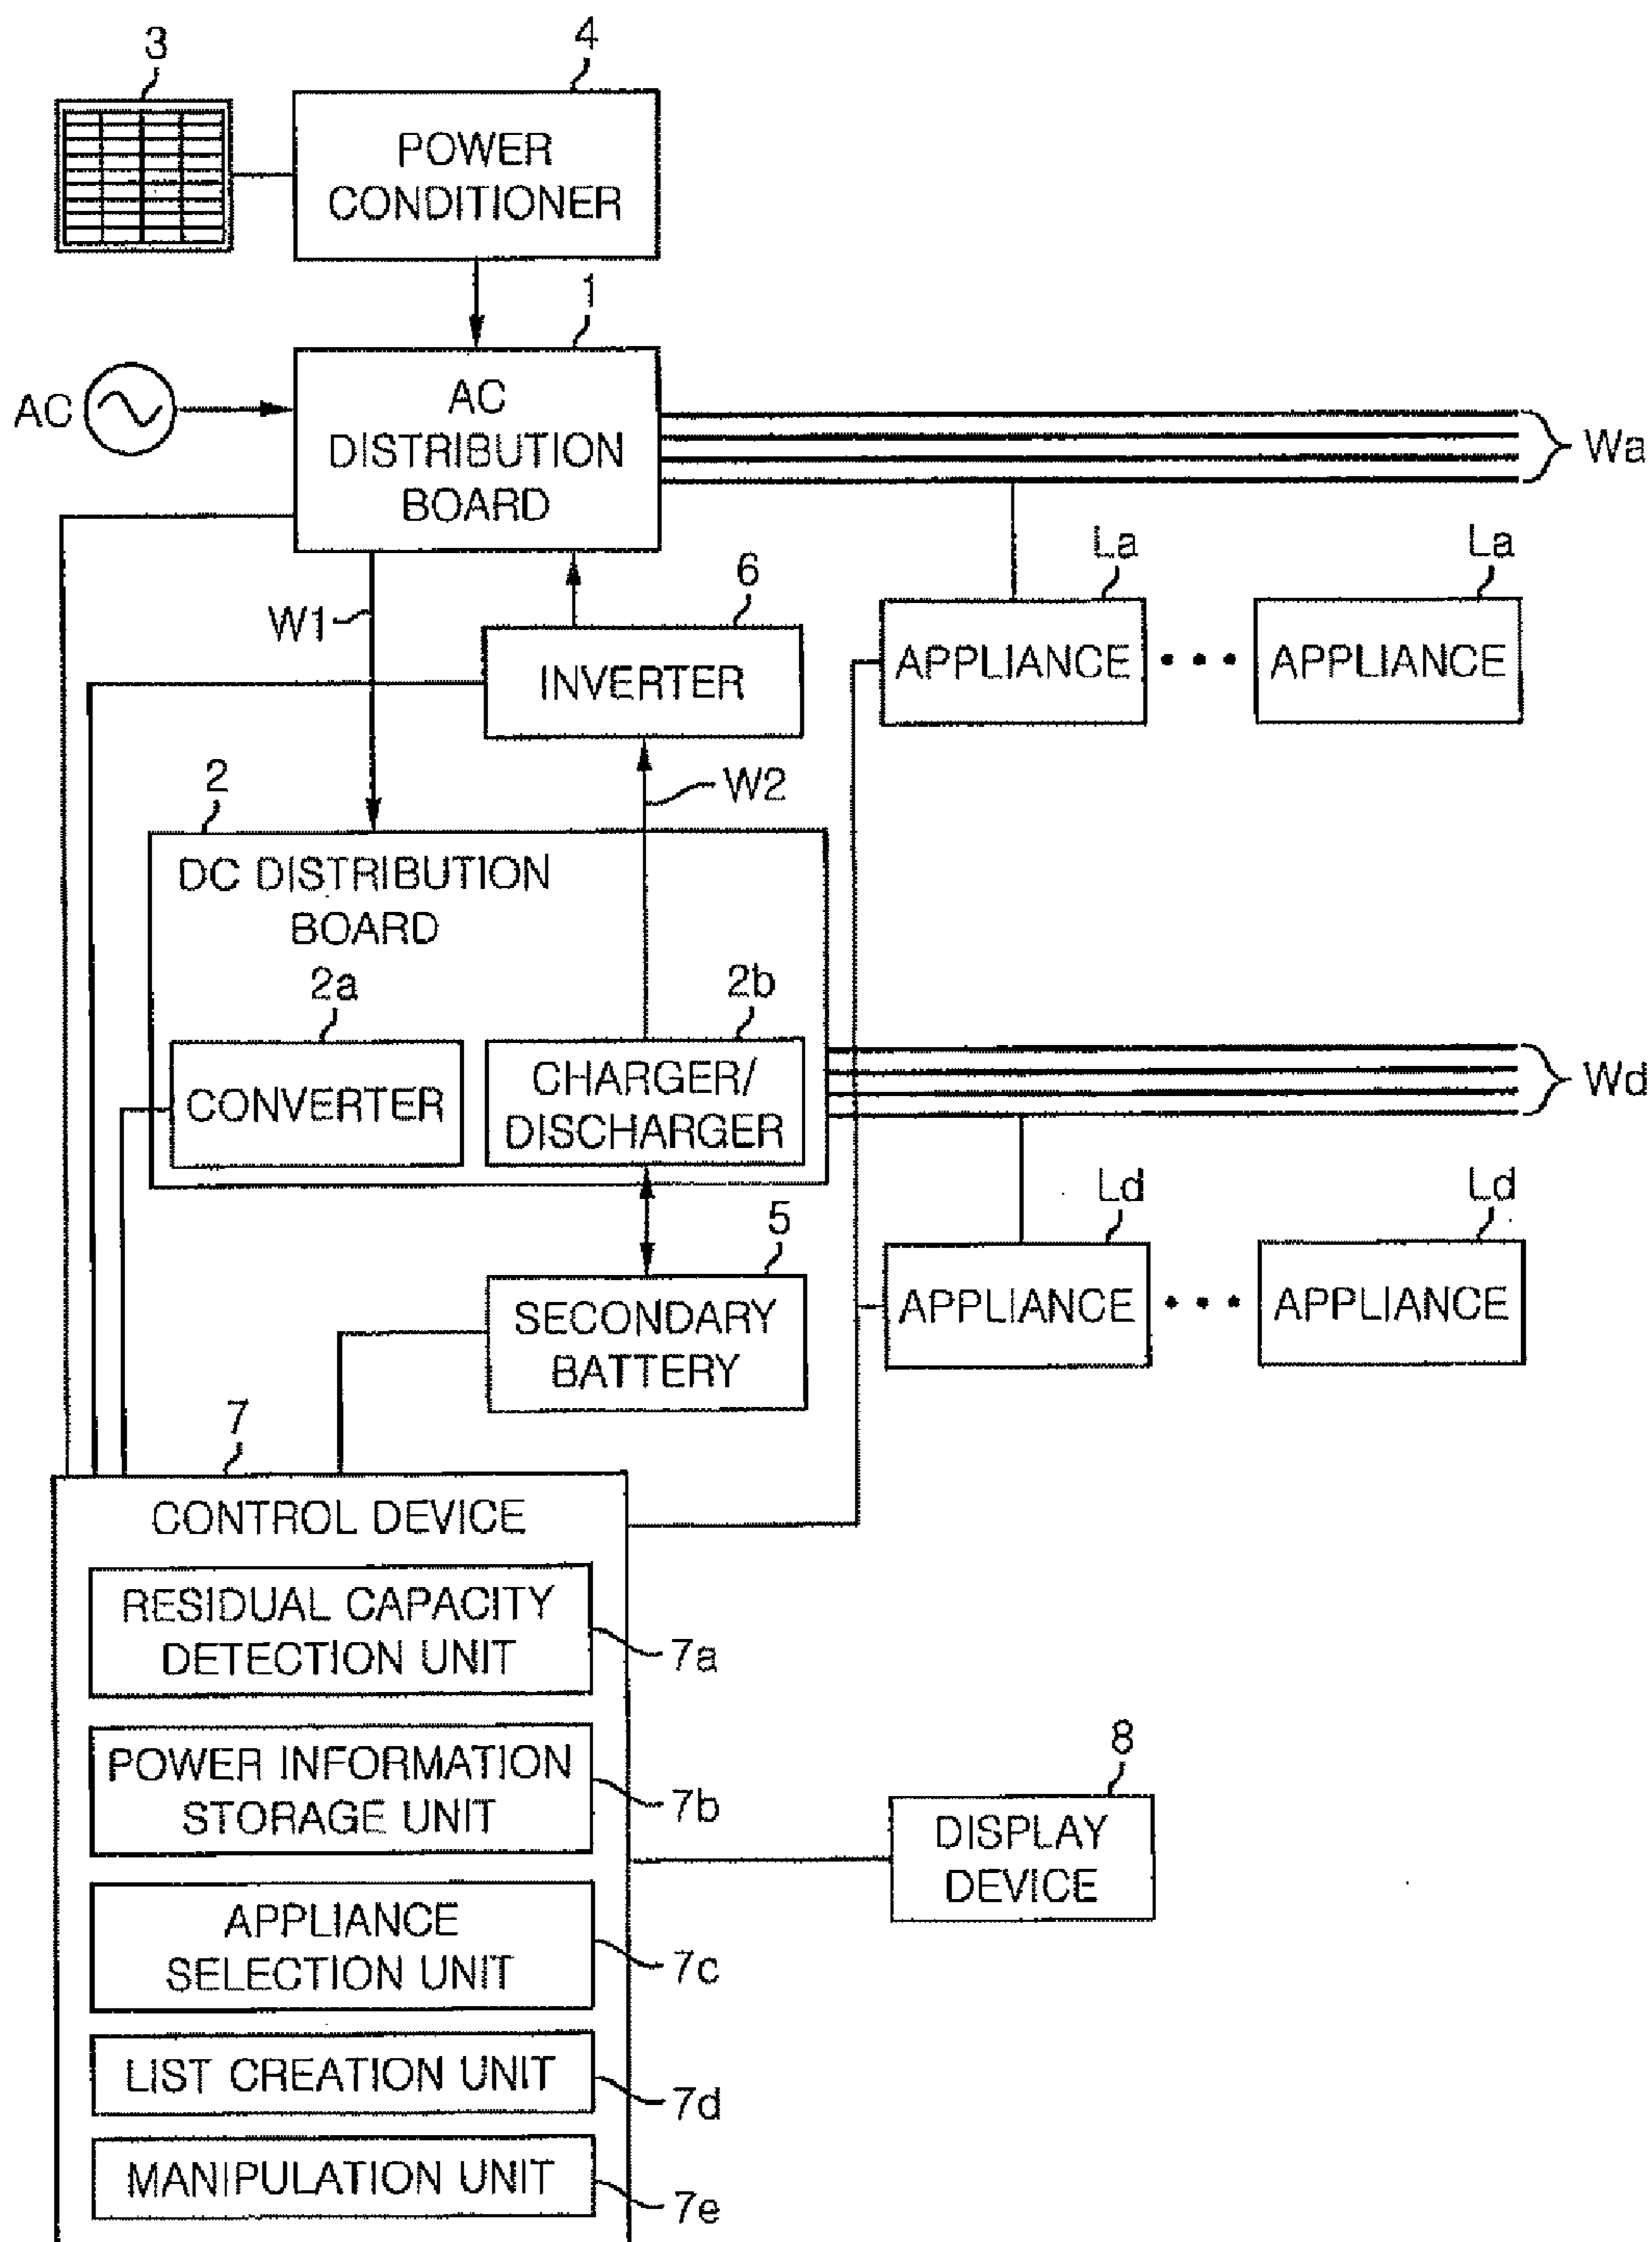 3
4
POWER
CONDITIONER
1
AC
AC
DISTRIBUTION
BOARD
Wa
La
La
W1
6
INVERTER
APPLIANCE
APPLIANCE
2
W2
DC DISTRIBUTION
BOARD
2a
2b
CONVERTER
CHARGER/
DISCHARGER
Wd
Ld
Ld
5
APPLIANCE
APPLIANCE
SECONDARY
BATTERY
7
CONTROL DEVICE
RESIDUAL CAPACITY
DETECTION UNIT
7a
POWER INFORMATION
STORAGE UNIT
7b
8
DISPLAY
DEVICE
APPLIANCE
SELECTION UNIT
7c
LIST CREATION UNIT
7d
MANIPULATION UNIT
7e